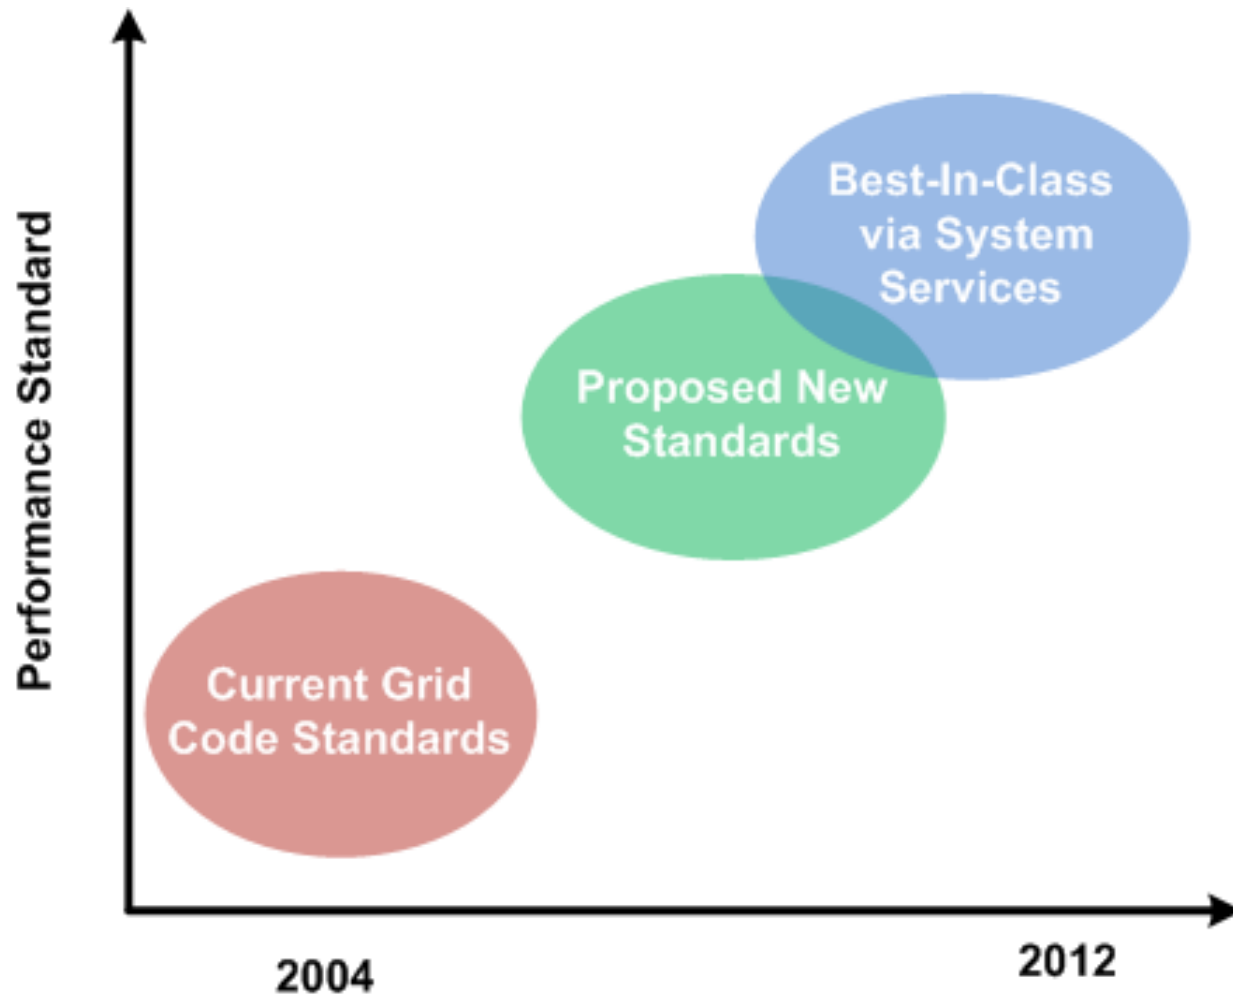 Performance Standard
Best-In-Class
via System
Services
Proposed New
Standards
Current Grid
Code Standards
2004
2012